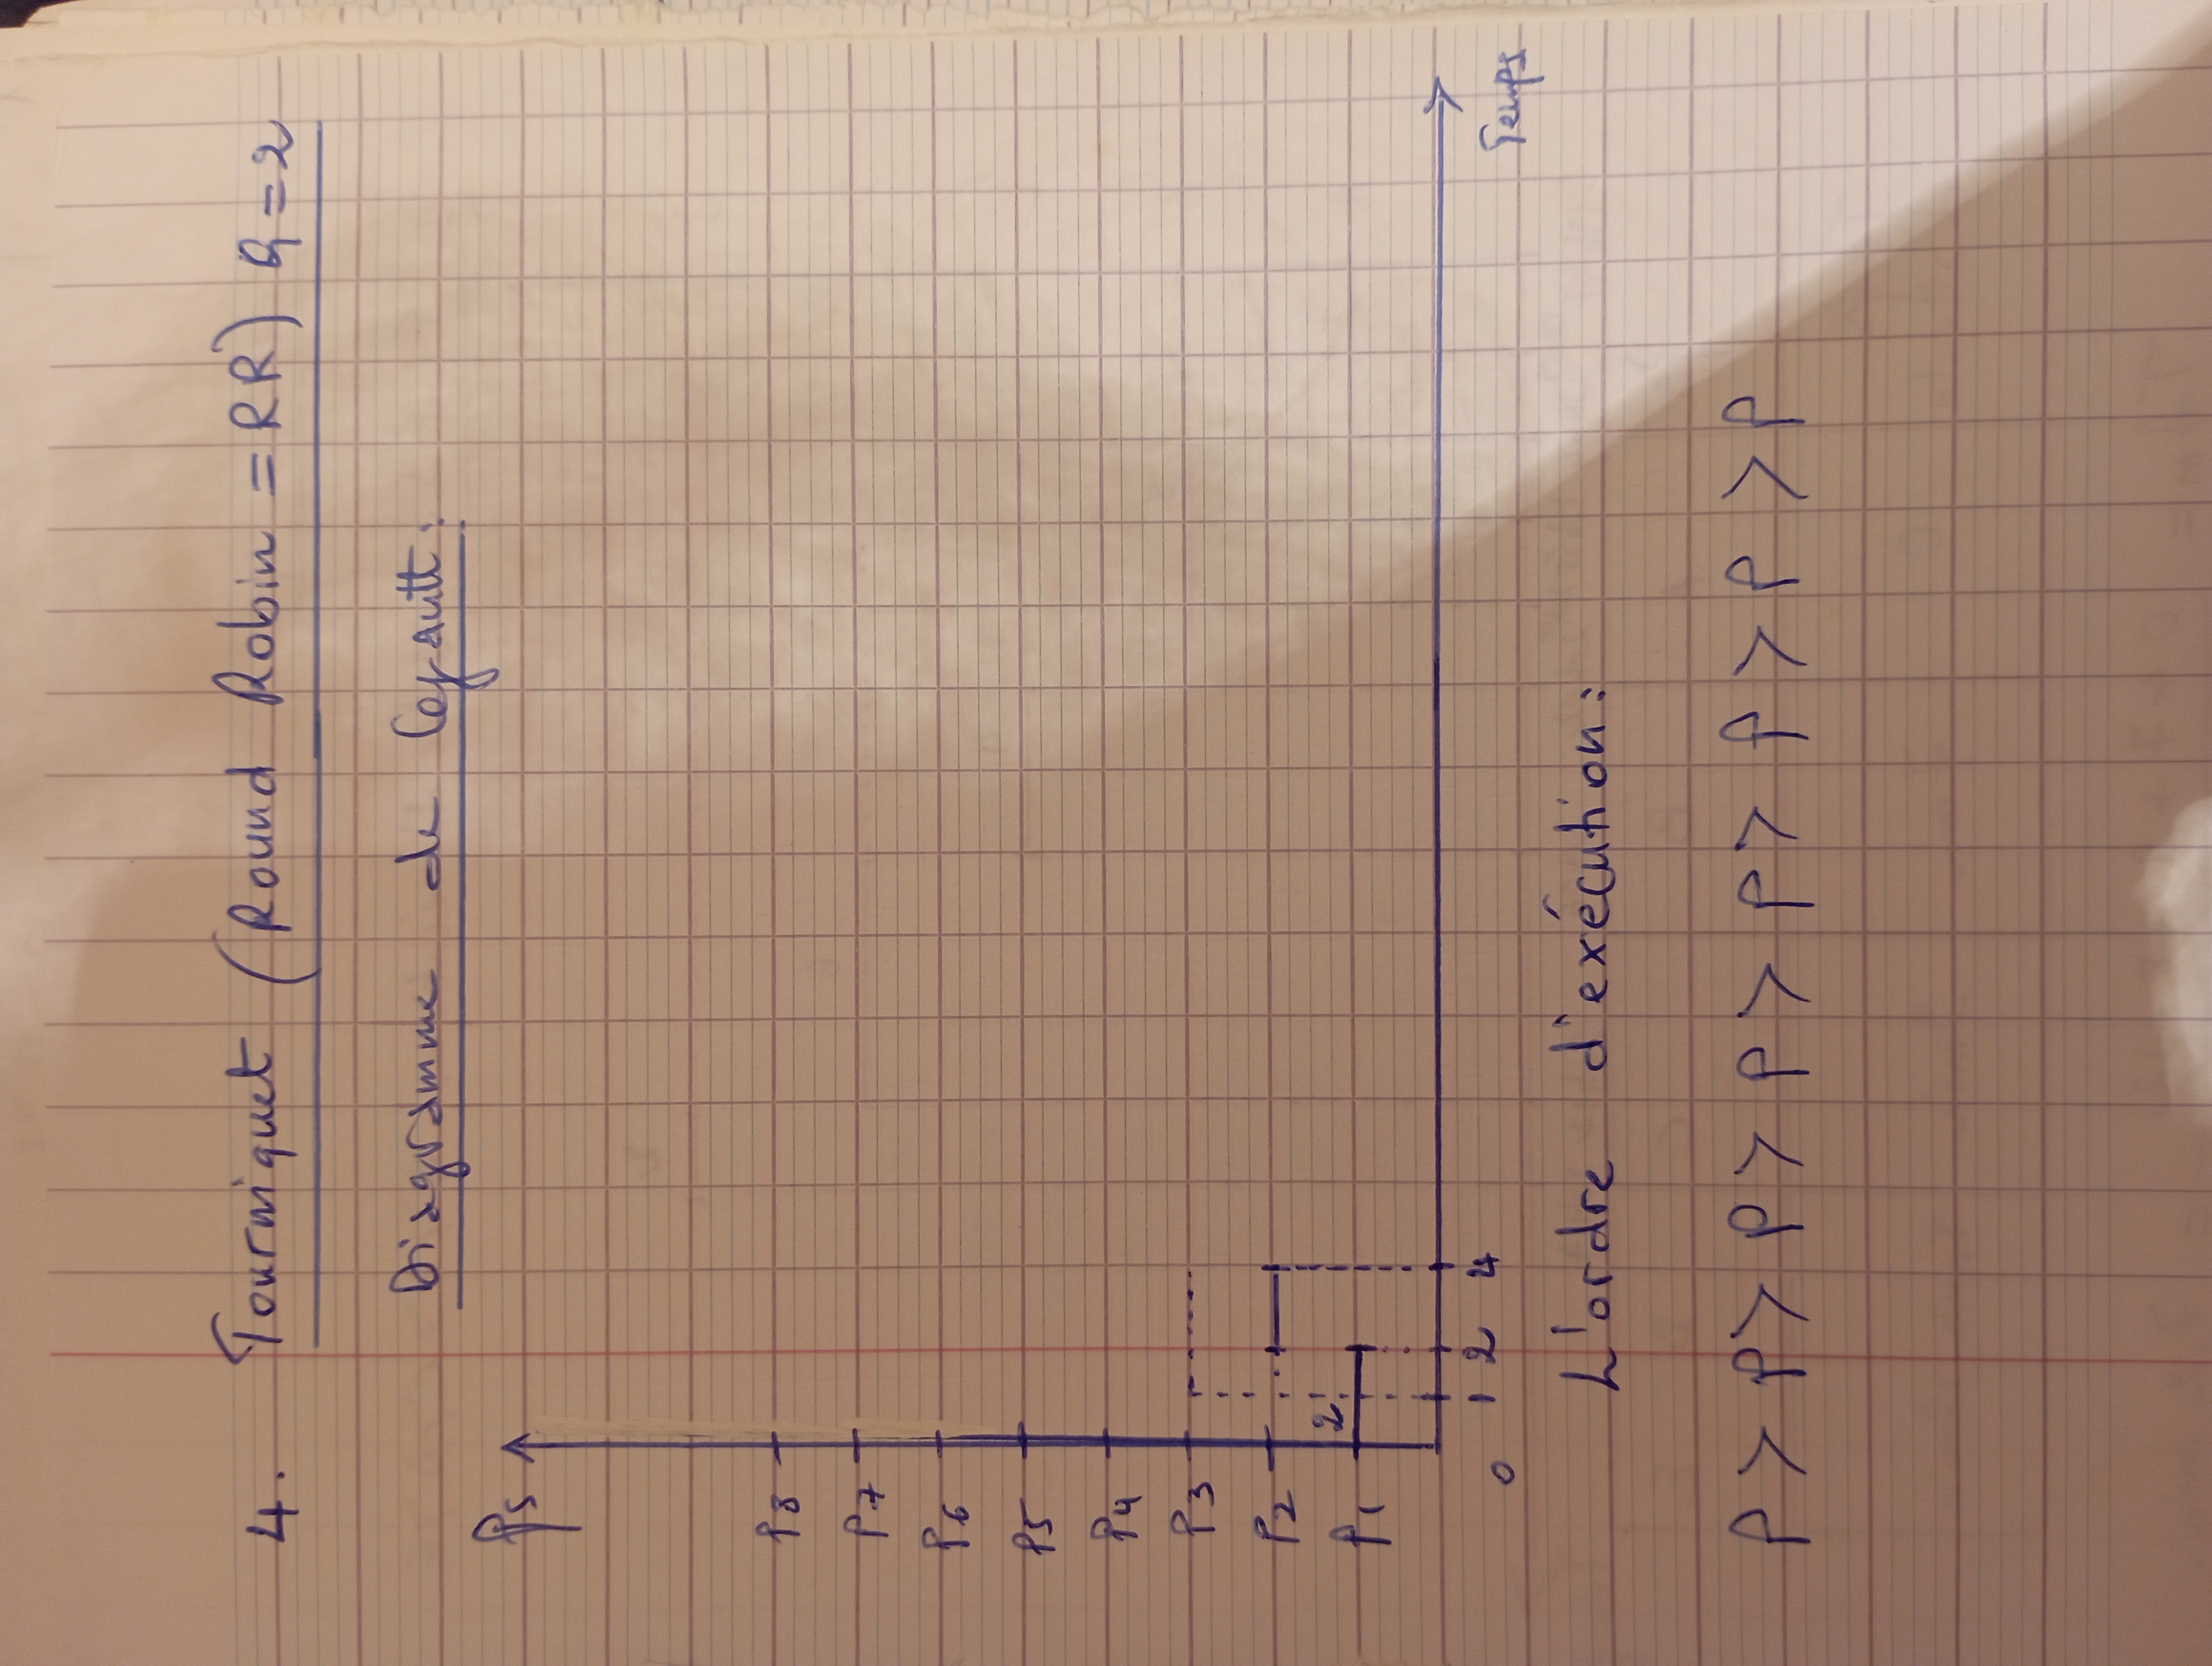 4. Tourniquet (Round Robin = RR) Q = 2
Diagramme de Gantt :
Ps
P8
P7
P6
P5
P4
P3
P2
2
P1
0 1 2 4
Temps
L'ordre d'exécution :
P > P > P > P > P > P > P > P